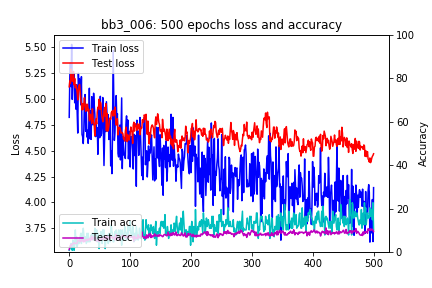 bb3_006: 500 epochs loss and accuracy
Train loss
Test loss
Train acc
Test acc
Loss
5.50
5.25
5.00
4.75
4.50
4.25
4.00
3.75
Accuracy
100
80
60
40
20
0
0
100
200
300
400
500